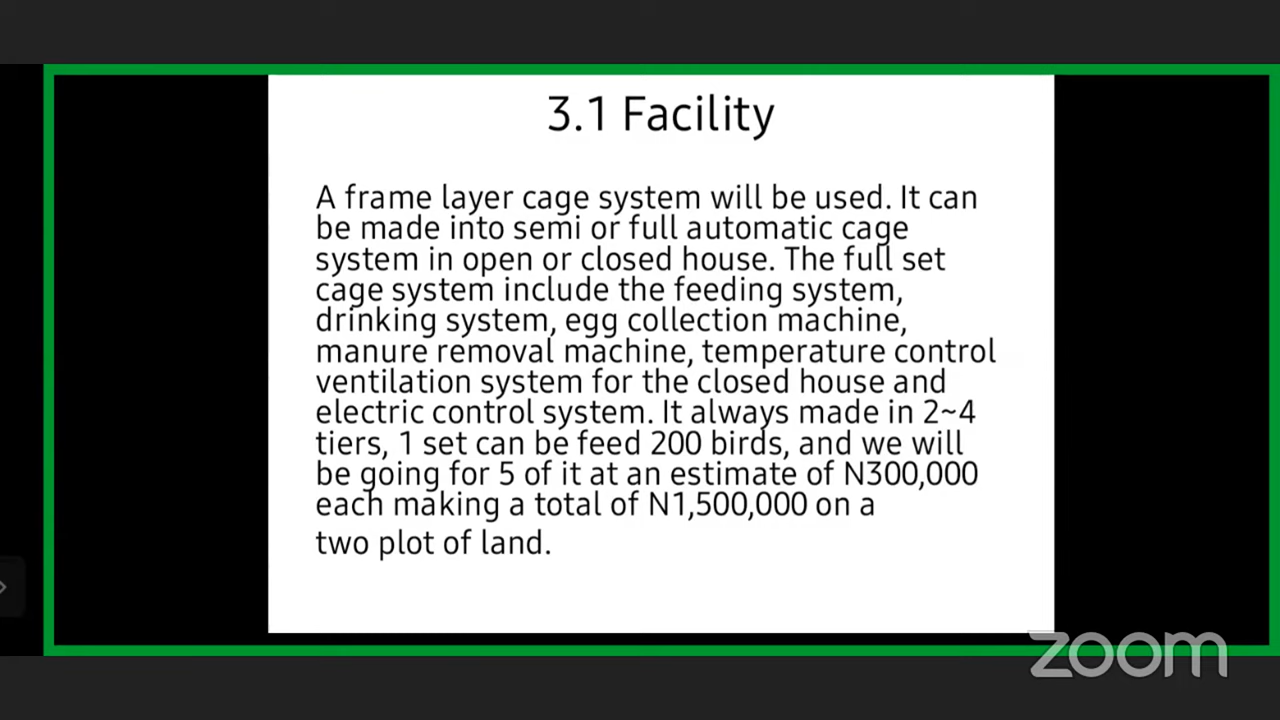 3.1 Facility
A frame layer cage system will be used. It can
be made into semi or full automatic cage
system in open or closed house. The full set
cage system include the feeding system,
drinking system, egg collection machine,
manure removal machine, temperature control
ventilation system for the closed house and
electric control system. It always made in 2~4
tiers, 1 set can be feed 200 birds, and we will
be going for 5 of it at an estimate of N300,000
each making a total of N1,500,000 on a
two plot of land.
zoom